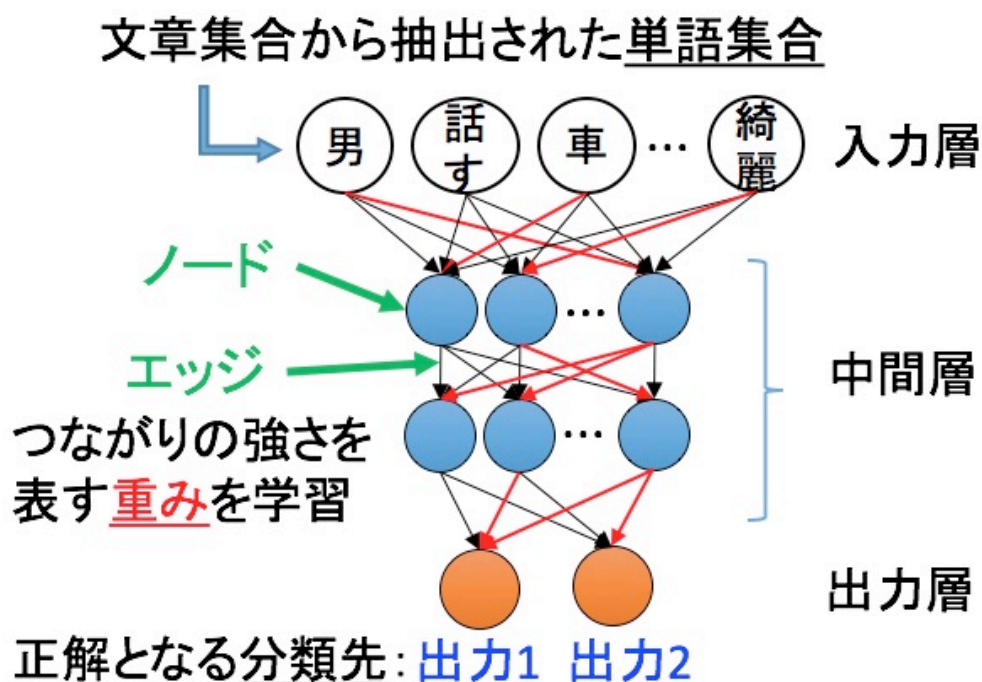 文章集合から抽出された単語集合
男
話す
車
…
綺麗
入力層
ノード
…
エッジ
中間層
つながりの強さを
表す重みを学習
…
出力層
正解となる分類先：出力1 出力2